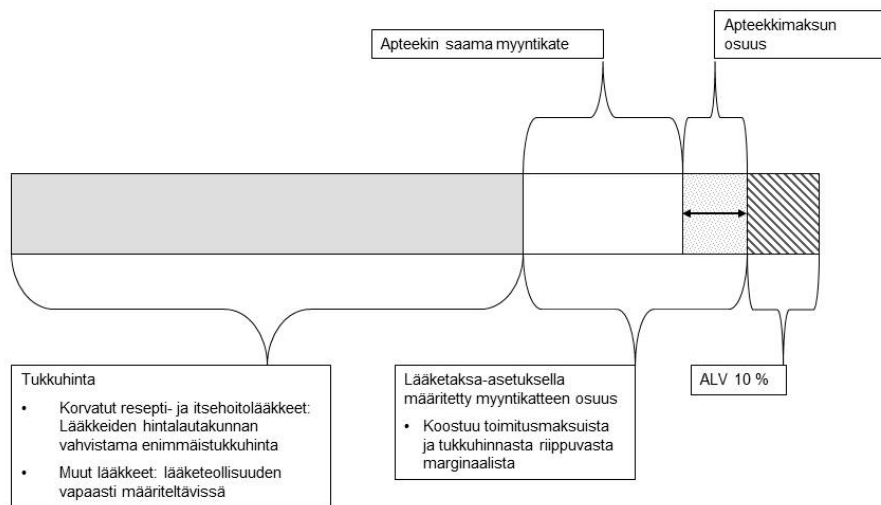 Apteekin saama myyntikate
Apteekkimaksun
osuus
Tukkuhinta
• Korvatut resepti- ja itsehoitolääkkeet:
Lääkkeiden hintalautakunnan
vahvistama enimmäistukkuhinta
• Muut lääkkeet: lääketeollisuuden
vapaasti määriteltävissä
Lääketaksa-asetuksella
määritetty myyntikatteen osuus
• Koostuu toimitusmaksuista
ja tukkuhinnasta riippuvasta
marginaalista
ALV 10 %